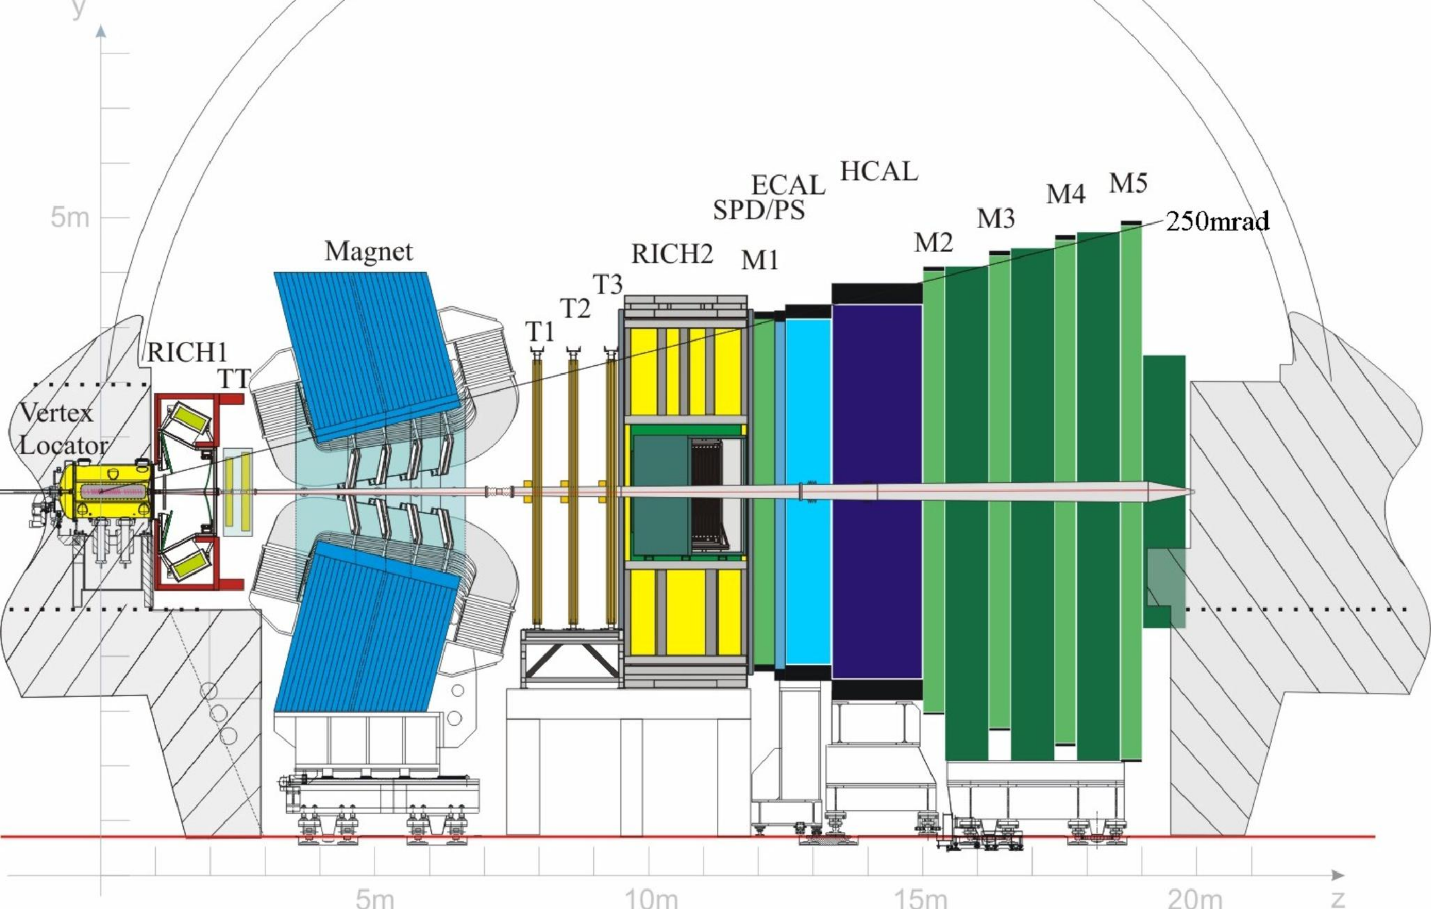 y
5m
ECAL
HCAL
SPD/PS
M5
M4
M3
250mrad
M2
Magnet
RICH2
M1
T3
T2
T1
RICH1
TT
Vertex
Locator
5m
10m
15m
20m
z